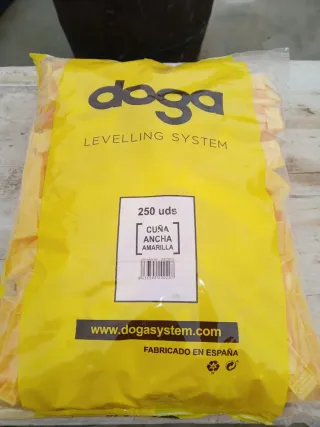 doga
LEVELLING SYSTEM
250 uds
CUÑA
ANCHA
AMARILLA
www.dogasystem.com
FABRICADO EN ESPAÑA